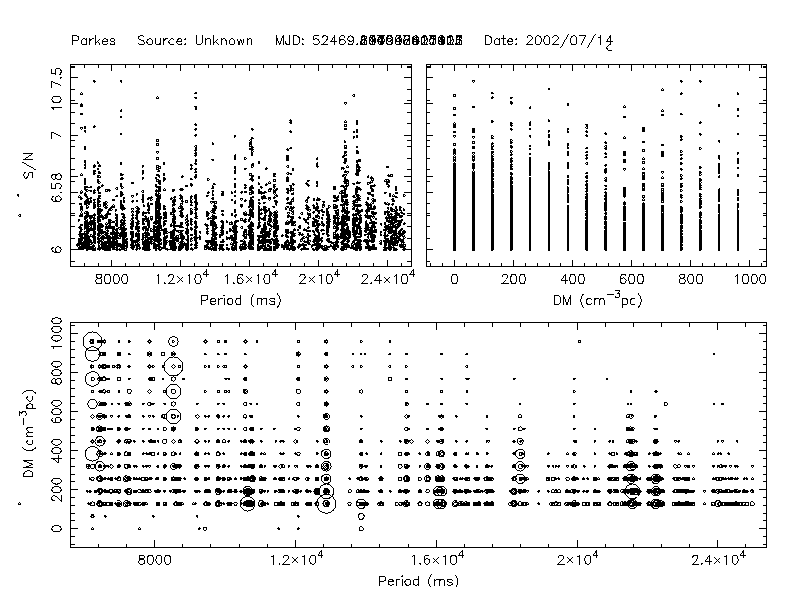 Parkes Source: Unknown MJD: Date: 2002/07/14
S/N
7.5
10
7
6.58
6
8000 1.2×10⁴ 1.6×10⁴ 2×10⁴ 2.4×10⁴
Period (ms)
0 200 400 600 800 1000
DM (cm⁻³pc)
DM (cm⁻³pc)
1000
800
600
400
200
0
8000 1.2×10⁴ 1.6×10⁴ 2×10⁴ 2.4×10⁴
Period (ms)